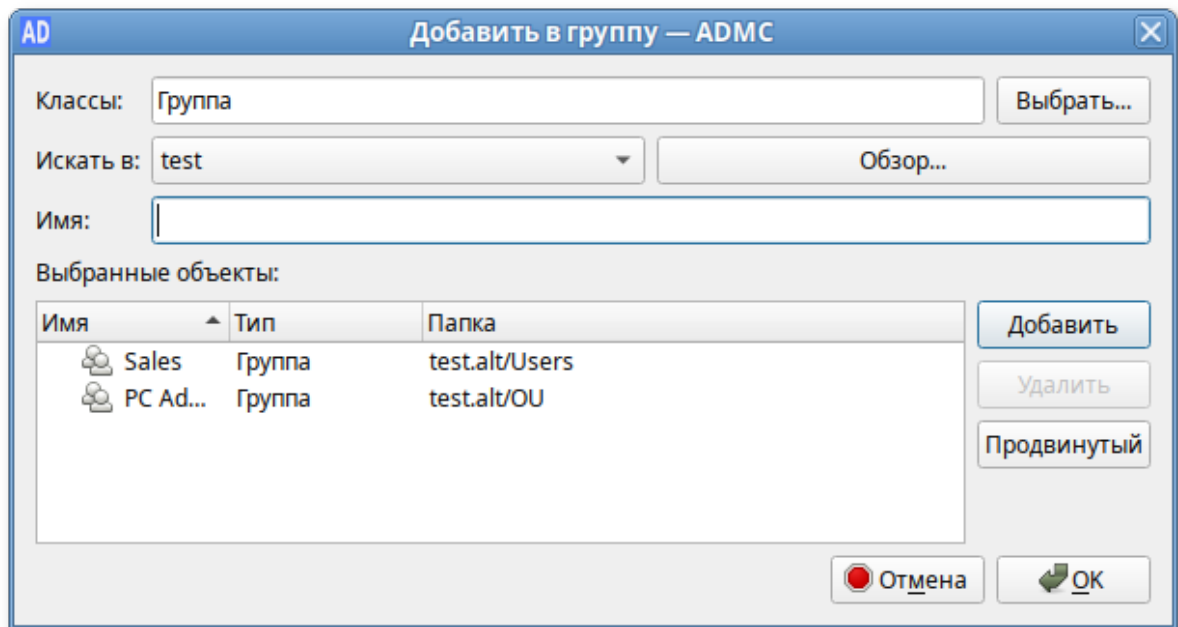 AD Добавить в группу — ADMC
Классы: Группа Выбрать...
Искать в: test Обзор...
Имя:
Выбранные объекты:
Имя Тип Папка Добавить
Sales Группа test.alt/Users
PC Ad... Группа test.alt/OU Удалить
Продвинутый
Отмена OK